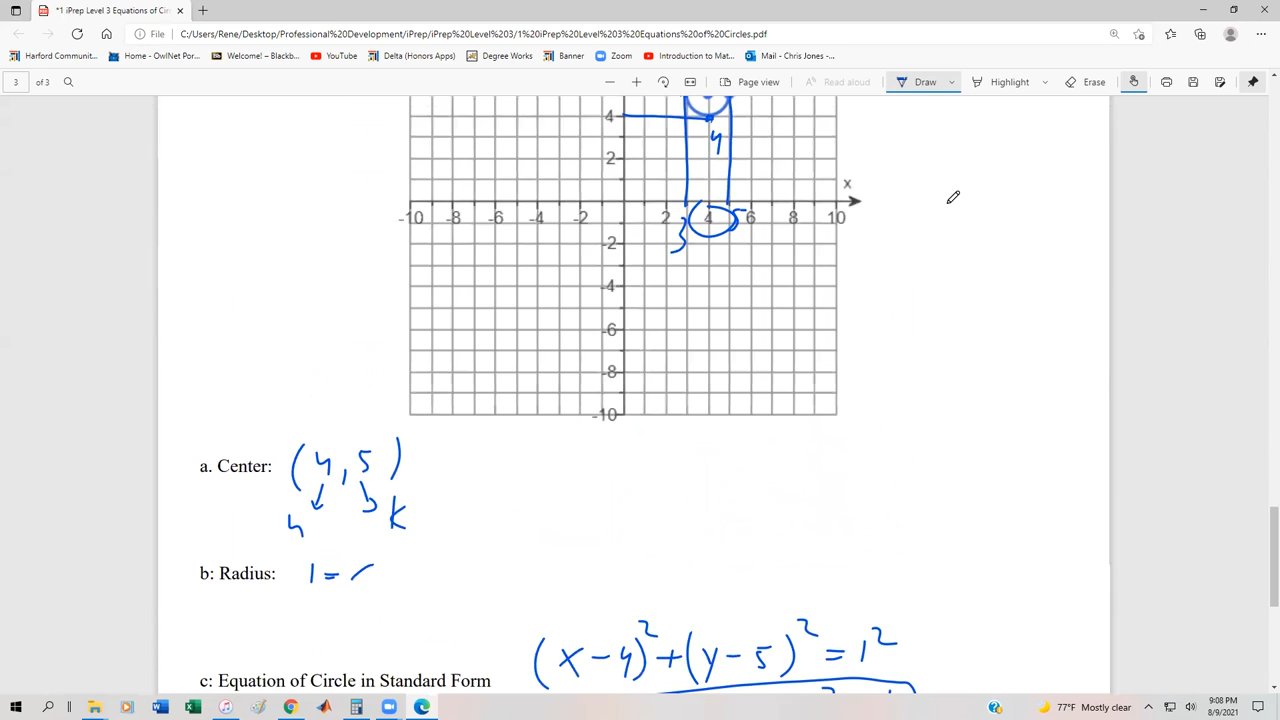 *1 iPrep Level 3 Equations of Cir
File
C:/Users/Rene/Desktop/Professional%20Development/iPrep/iPrep%20Level%203/1%20iPrep%20Level%203%20Equations%20of%20Circles.pdf
Harford Communit... Home - OwlNet Por... Welcome! – Blackb... YouTube Delta (Honors Apps) Degree Works Banner Zoom Introduction to Mat... Mail - Chris Jones -...
3 of 3 Page view Read aloud Draw Highlight Erase
4
4
2
x
-10 -8 -6 -4 -2 2 4 6 8 10
3 5
-2
-4
-6
-8
-10
a. Center: (4, 5)
h k
b: Radius: 1 = r
(x - 4)² + (y - 5)² = 1²
c: Equation of Circle in Standard Form
77°F Mostly clear
9:08 PM
8/9/2021